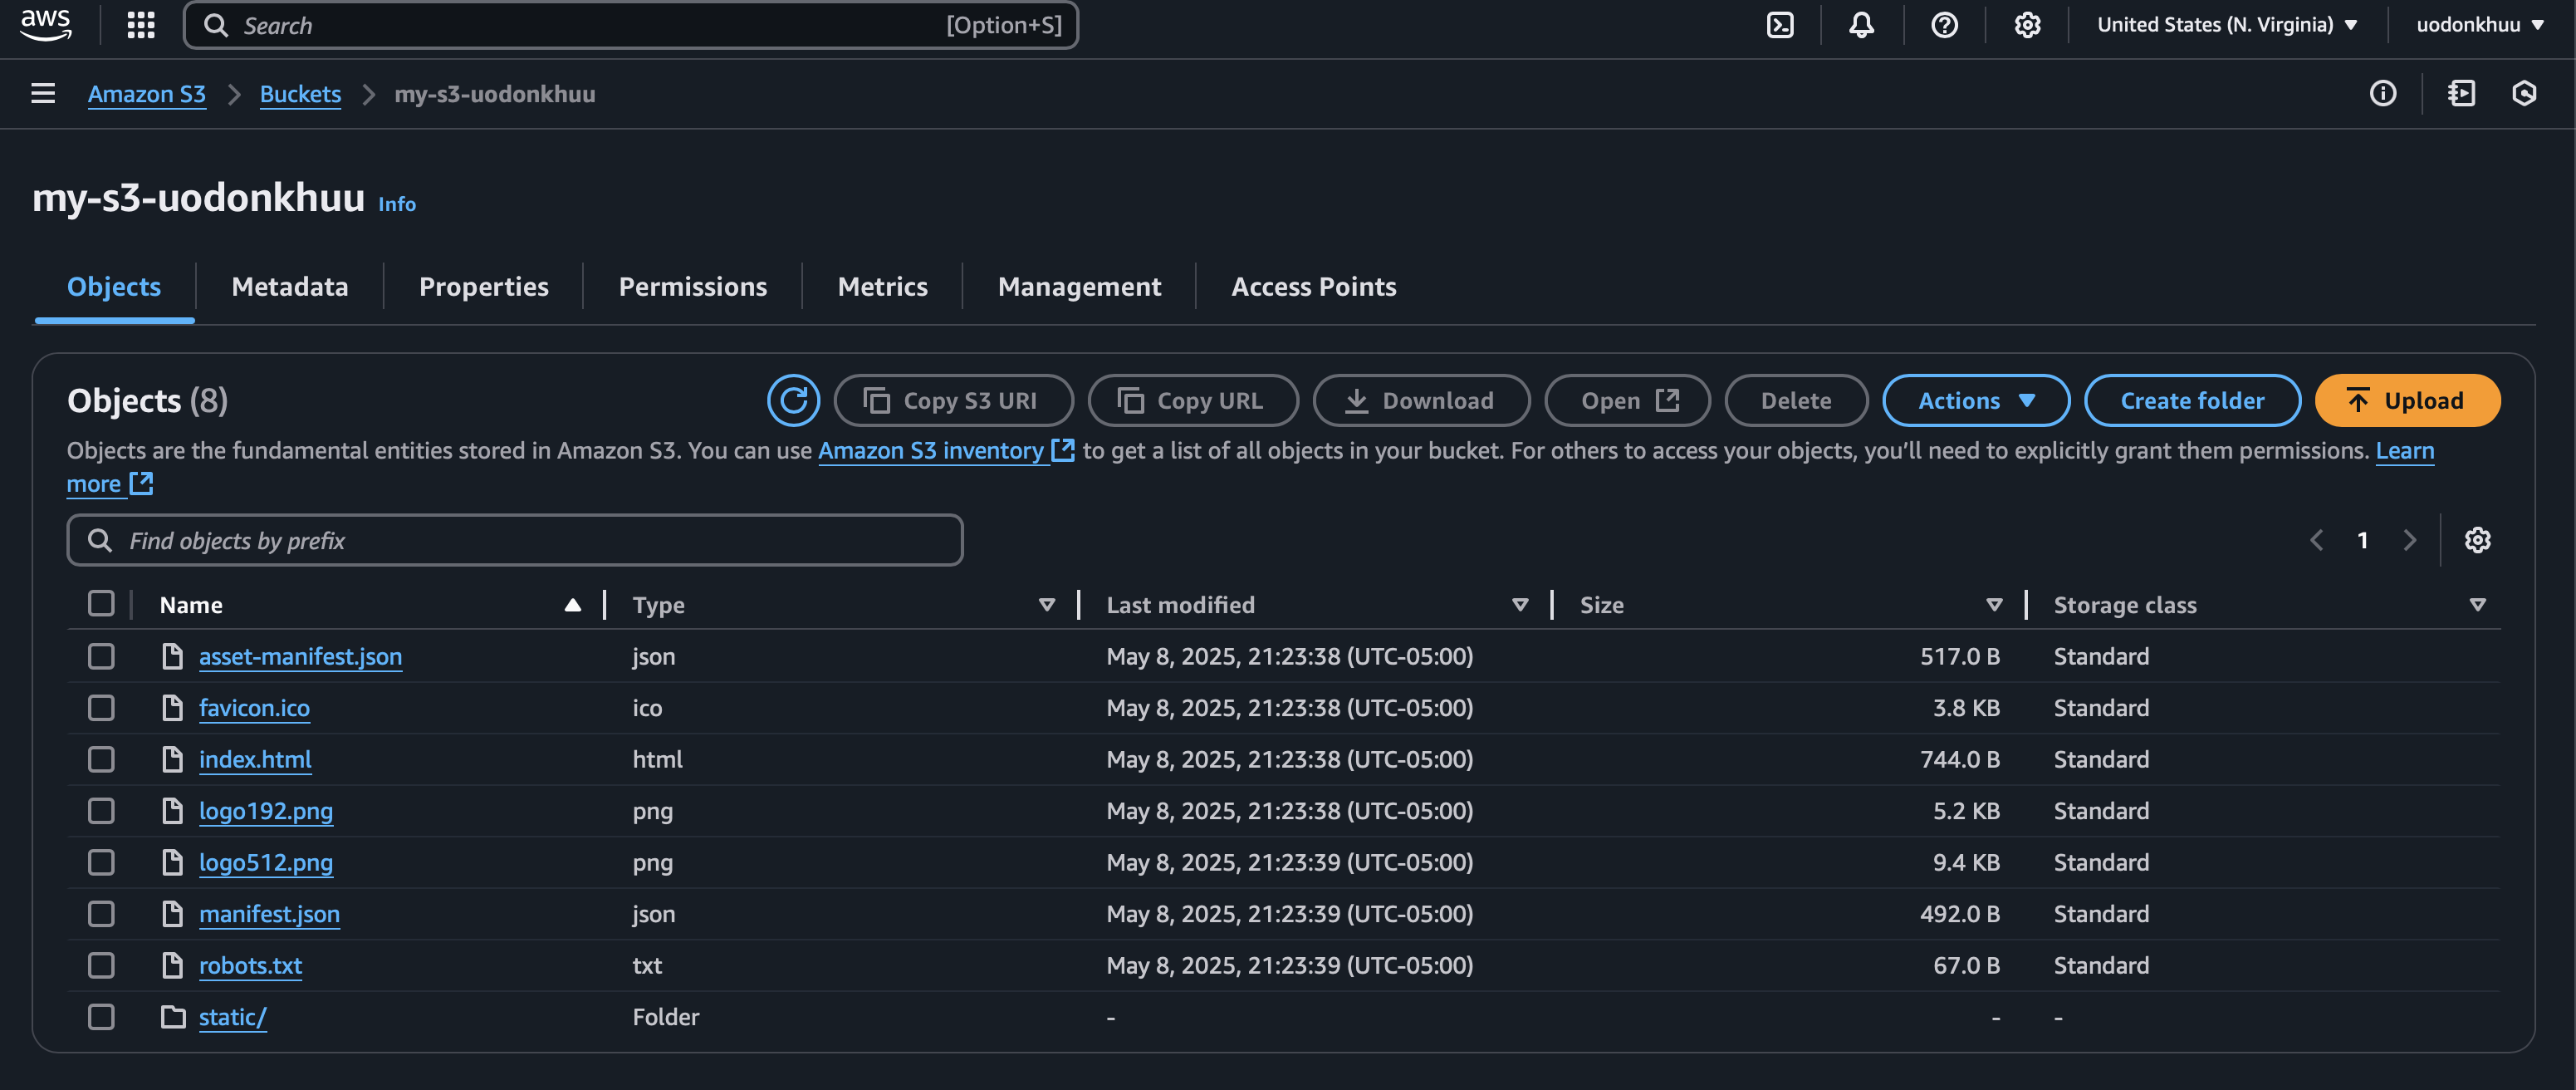 aws Search [Option+S] United States (N. Virginia) uodonkhuu
Amazon S3 Buckets my-s3-uodonkhuu
my-s3-uodonkhuu Info
Objects Metadata Properties Permissions Metrics Management Access Points
Objects (8) Copy S3 URI Copy URL Download Open Delete Actions Create folder Upload
Objects are the fundamental entities stored in Amazon S3. You can use Amazon S3 inventory to get a list of all objects in your bucket. For others to access your objects, you’ll need to explicitly grant them permissions. Learn
more
Find objects by prefix 1
Name Type Last modified Size Storage class
asset-manifest.json json May 8, 2025, 21:23:38 (UTC-05:00) 517.0 B Standard
favicon.ico ico May 8, 2025, 21:23:38 (UTC-05:00) 3.8 KB Standard
index.html html May 8, 2025, 21:23:38 (UTC-05:00) 744.0 B Standard
logo192.png png May 8, 2025, 21:23:38 (UTC-05:00) 5.2 KB Standard
logo512.png png May 8, 2025, 21:23:39 (UTC-05:00) 9.4 KB Standard
manifest.json json May 8, 2025, 21:23:39 (UTC-05:00) 492.0 B Standard
robots.txt txt May 8, 2025, 21:23:39 (UTC-05:00) 67.0 B Standard
static/ Folder - - -